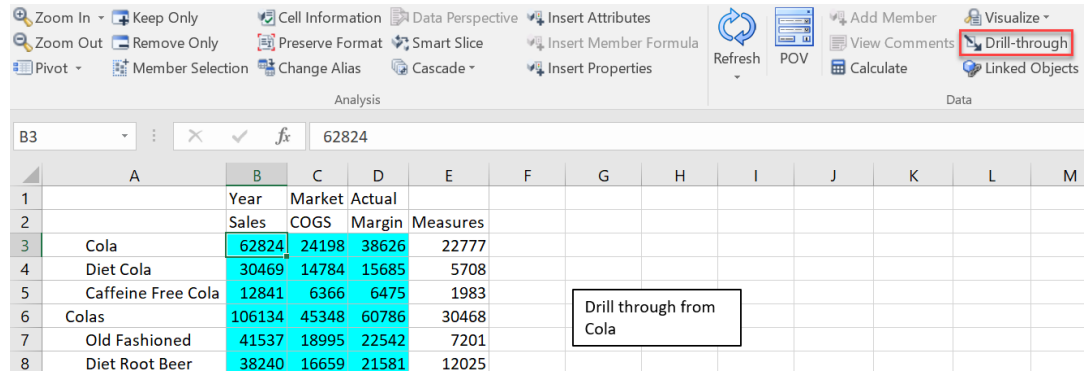 Zoom In Keep Only Cell Information Data Perspective Insert Attributes Add Member Visualize
Zoom Out Remove Only Preserve Format Smart Slice Insert Member Formula View Comments Drill-through
Pivot Member Selection Change Alias Cascade Insert Properties Refresh POV Calculate Linked Objects
Analysis Data
B3 fx 62824
A B C D E F G H I J K L M
1 Year Market Actual
2 Sales COGS Margin Measures
3 Cola 62824 24198 38626 22777
4 Diet Cola 30469 14784 15685 5708
5 Caffeine Free Cola 12841 6366 6475 1983
6 Colas 106134 45348 60786 30468
Drill through from
Cola
7 Old Fashioned 41537 18995 22542 7201
8 Diet Root Beer 38240 16659 21581 12025